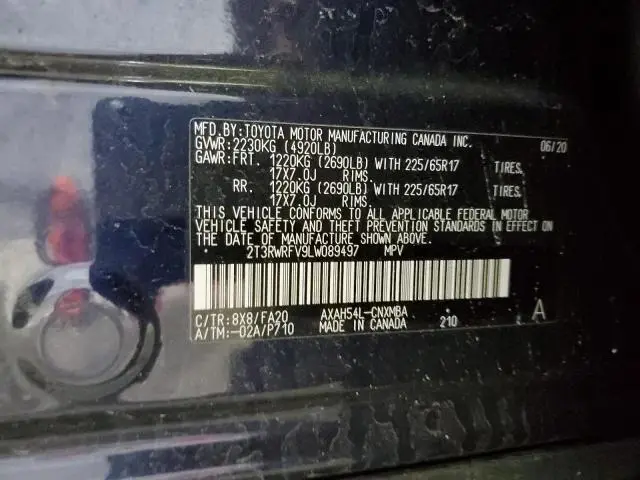 MFD. BY: TOYOTA MOTOR MANUFACTURING CANADA INC. 06/20
GVWR: 2230KG (4920LB)
GAWR: FRT. 1220KG (2690LB) WITH 225/65R17 TIRES,
17X7.0J RIMS.
RR. 1220KG (2690LB) WITH 225/65R17 TIRES,
17X7.0J RIMS.
THIS VEHICLE CONFORMS TO ALL APPLICABLE FEDERAL MOTOR
VEHICLE SAFETY AND THEFT PREVENTION STANDARDS IN EFFECT
ON THE DATE OF MANUFACTURE SHOWN ABOVE.
2T3RWRFV9LW089497 MPV
C/TR: 8X8/FA20 AXAH54L-CNXMBA A
A/TM: -02A/P710 MADE IN CANADA 210